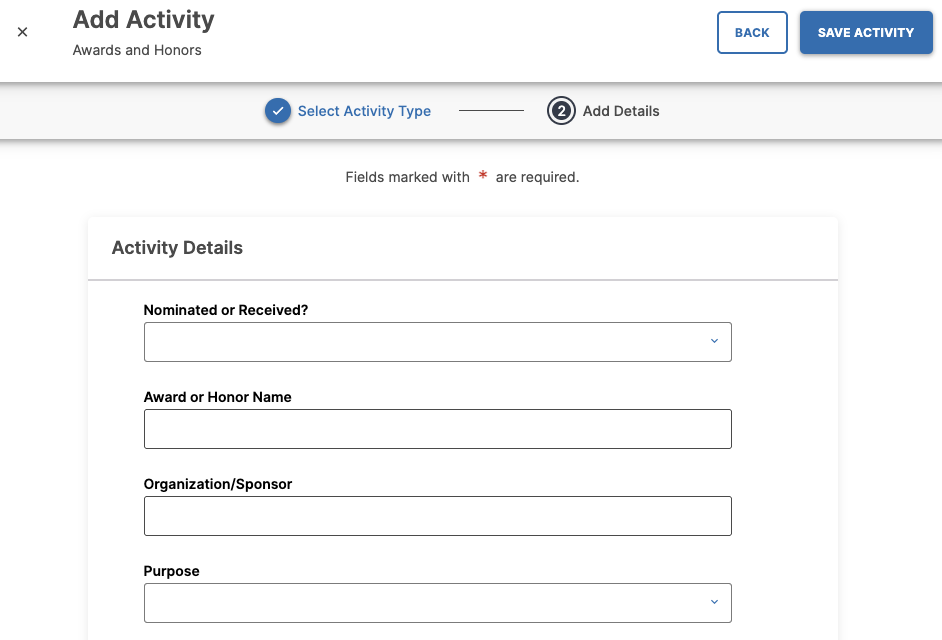 Add Activity
Awards and Honors
BACK
SAVE ACTIVITY
Select Activity Type
2
Add Details
Fields marked with * are required.
Activity Details
Nominated or Received?
Award or Honor Name
Organization/Sponsor
Purpose